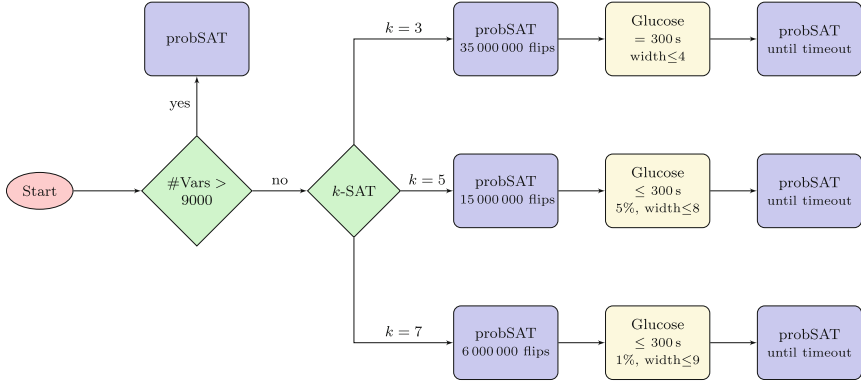 probSAT
yes
Start
#Vars >
9000
no
k-SAT
k = 3
probSAT
35 000 000 flips
Glucose
= 300 s
width≤4
probSAT
until timeout
k = 5
probSAT
15 000 000 flips
Glucose
≤ 300 s
5%, width≤8
probSAT
until timeout
k = 7
probSAT
6 000 000 flips
Glucose
≤ 300 s
1%, width≤9
probSAT
until timeout